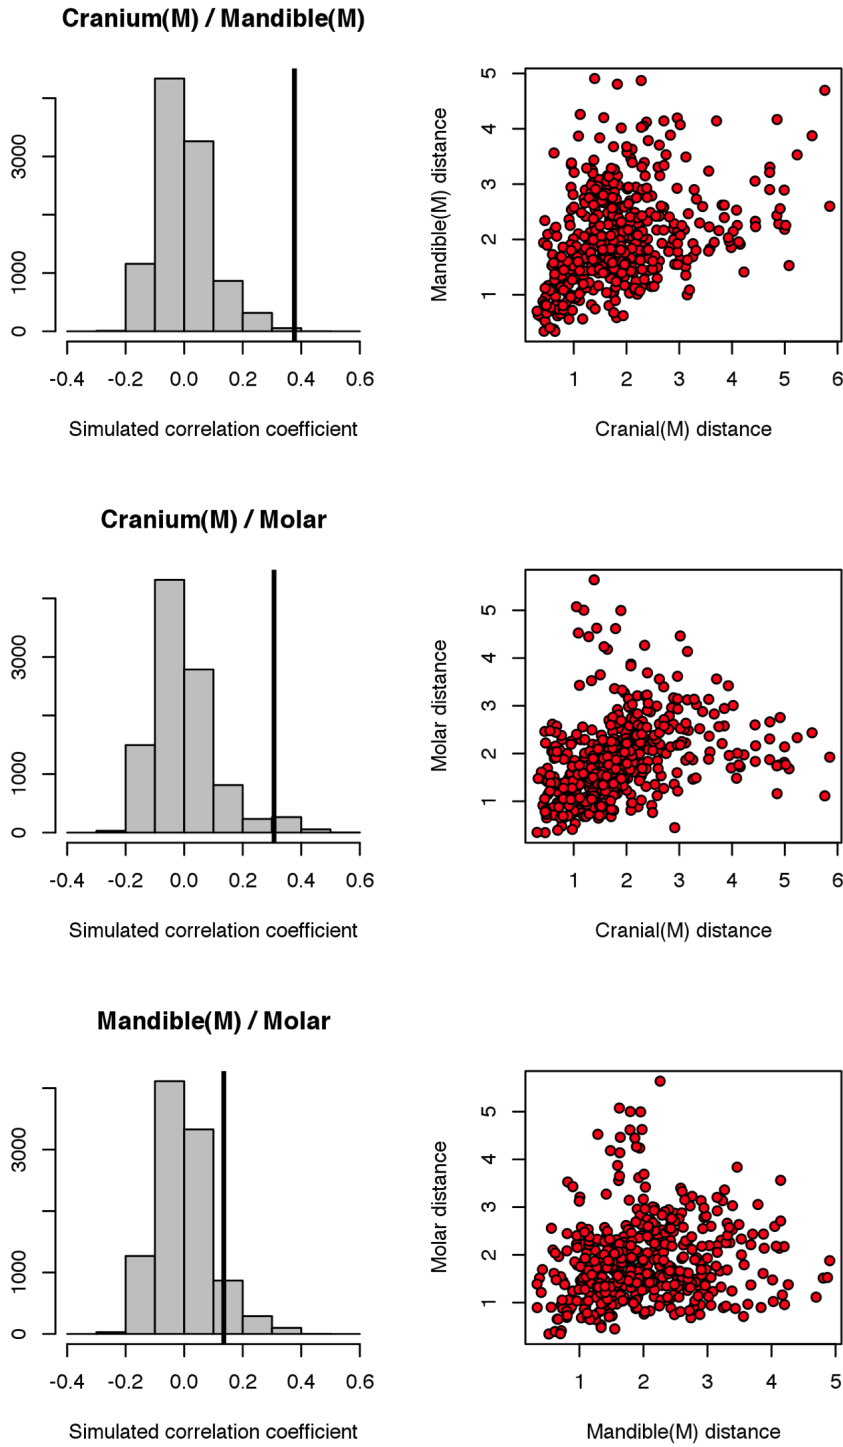 Cranium(M) / Mandible(M)
0 1000 3000
-0.4 -0.2 0.0 0.2 0.4 0.6
Simulated correlation coefficient
Mandible(M) distance
1 2 3 4 5
1 2 3 4 5 6
Cranial(M) distance
Cranium(M) / Molar
0 1000 3000
-0.4 -0.2 0.0 0.2 0.4 0.6
Simulated correlation coefficient
Molar distance
1 2 3 4 5
1 2 3 4 5 6
Cranial(M) distance
Mandible(M) / Molar
0 1000 3000
-0.4 -0.2 0.0 0.2 0.4 0.6
Simulated correlation coefficient
Molar distance
1 2 3 4 5
1 2 3 4 5
Mandible(M) distance